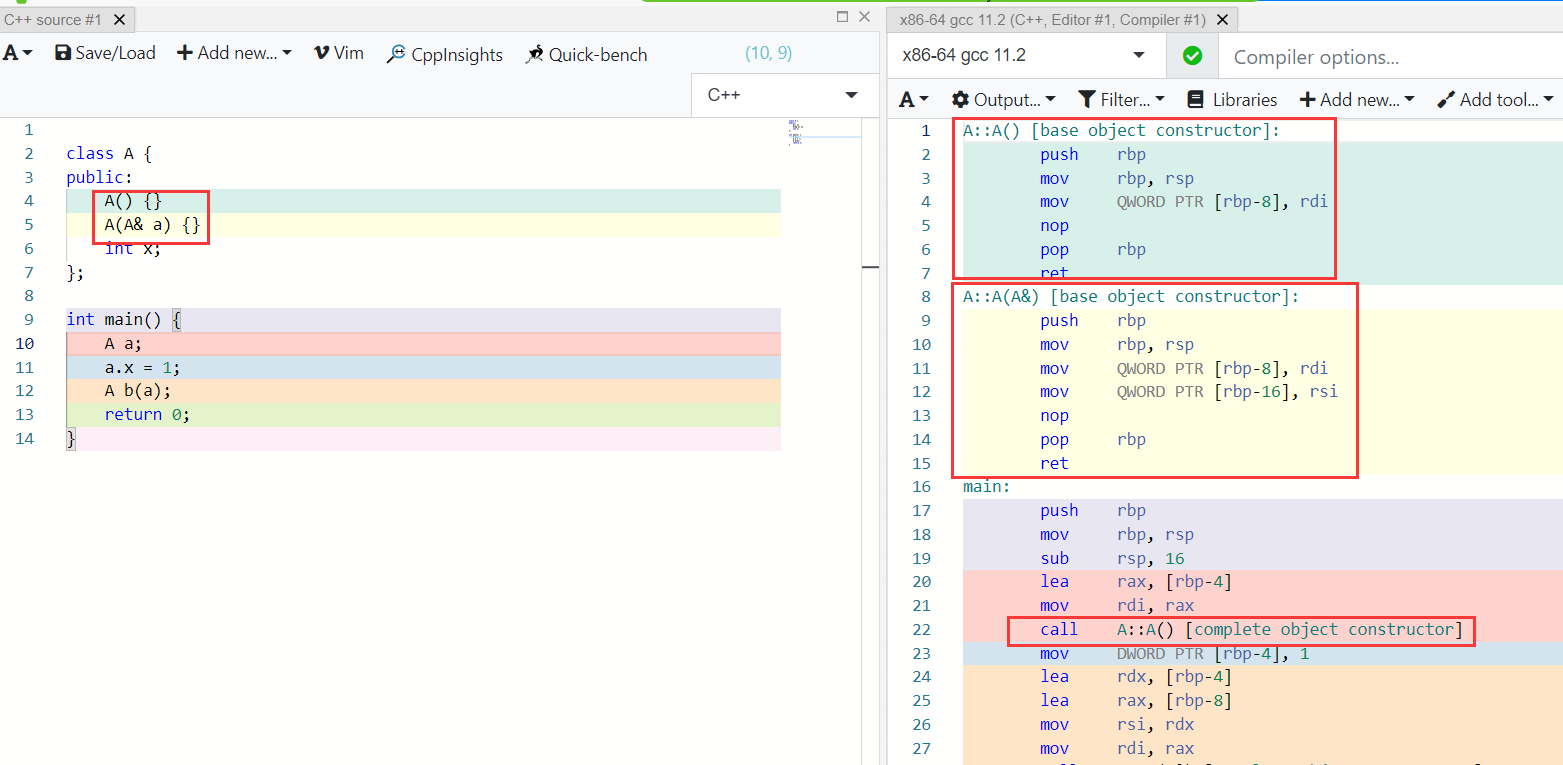 C++ source #1
A Save/Load + Add new... Vim CppInsights Quick-bench (10, 9)
C++
1
2 class A {
3 public:
4     A() {}
5     A(A& a) {}
6     int x;
7 };
8
9 int main() {
10     A a;
11     a.x = 1;
12     A b(a);
13     return 0;
14 }
x86-64 gcc 11.2 (C++, Editor #1, Compiler #1)
x86-64 gcc 11.2 Compiler options...
A Output... Filter... Libraries + Add new... Add tool...
1 A::A() [base object constructor]:
2         push    rbp
3         mov     rbp, rsp
4         mov     QWORD PTR [rbp-8], rdi
5         nop
6         pop     rbp
7         ret
8 A::A(A&) [base object constructor]:
9         push    rbp
10         mov     rbp, rsp
11         mov     QWORD PTR [rbp-8], rdi
12         mov     QWORD PTR [rbp-16], rsi
13         nop
14         pop     rbp
15         ret
16 main:
17         push    rbp
18         mov     rbp, rsp
19         sub     rsp, 16
20         lea     rax, [rbp-4]
21         mov     rdi, rax
22         call    A::A() [complete object constructor]
23         mov     DWORD PTR [rbp-4], 1
24         lea     rdx, [rbp-4]
25         lea     rax, [rbp-8]
26         mov     rsi, rdx
27         mov     rdi, rax